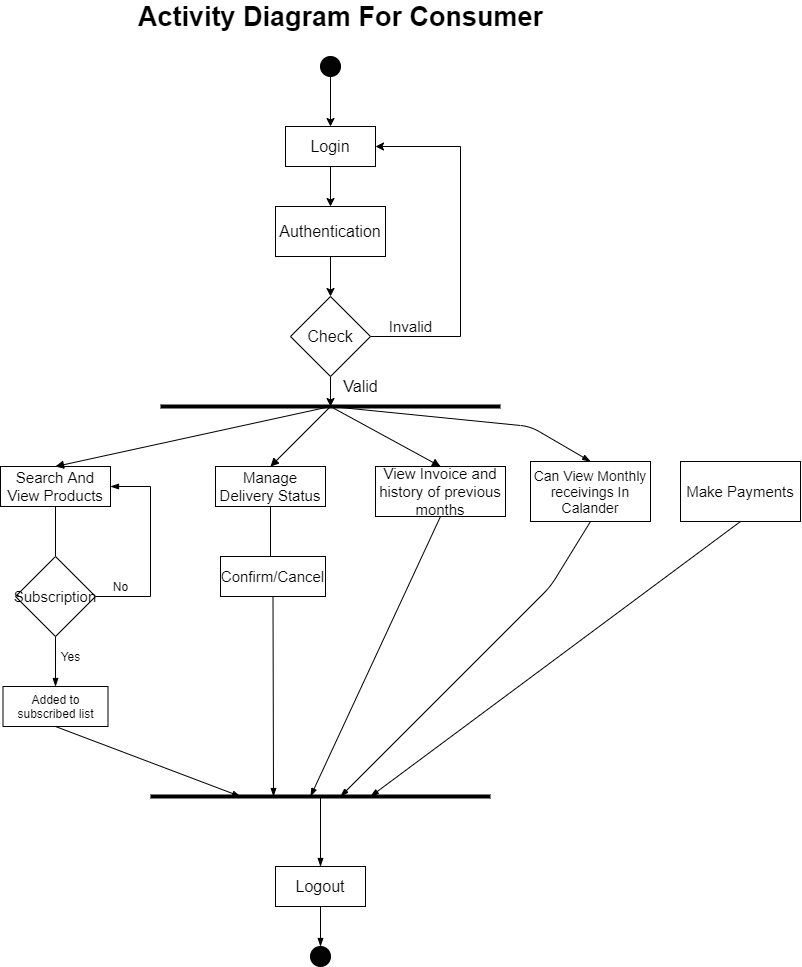 Activity Diagram For Consumer
Login
Authentication
Check
Invalid
Valid
Search And
View Products
Manage
Delivery Status
View Invoice and
history of previous
months
Can View Monthly
receivings In
Calander
Make Payments
Confirm/Cancel
Subscription
No
Yes
Added to
subscribed list
Logout